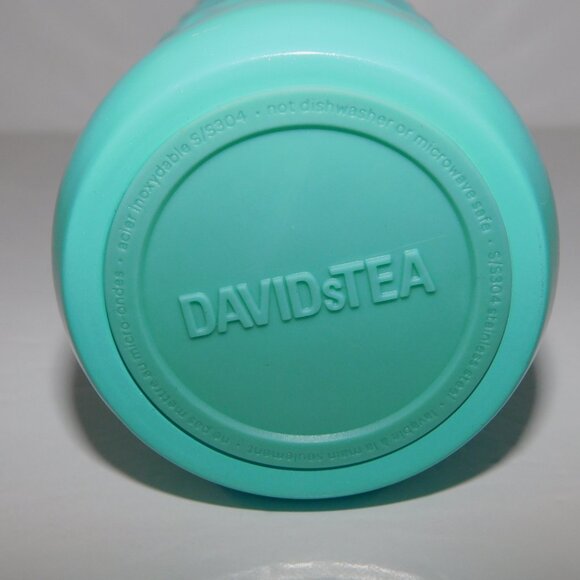 DAVIDsTEA
not dishwasher or microwave safe • S/S304 stainless steel • lavable à la main seulement • ne pas mettre au micro-ondes • acier inoxydable S/S304 •